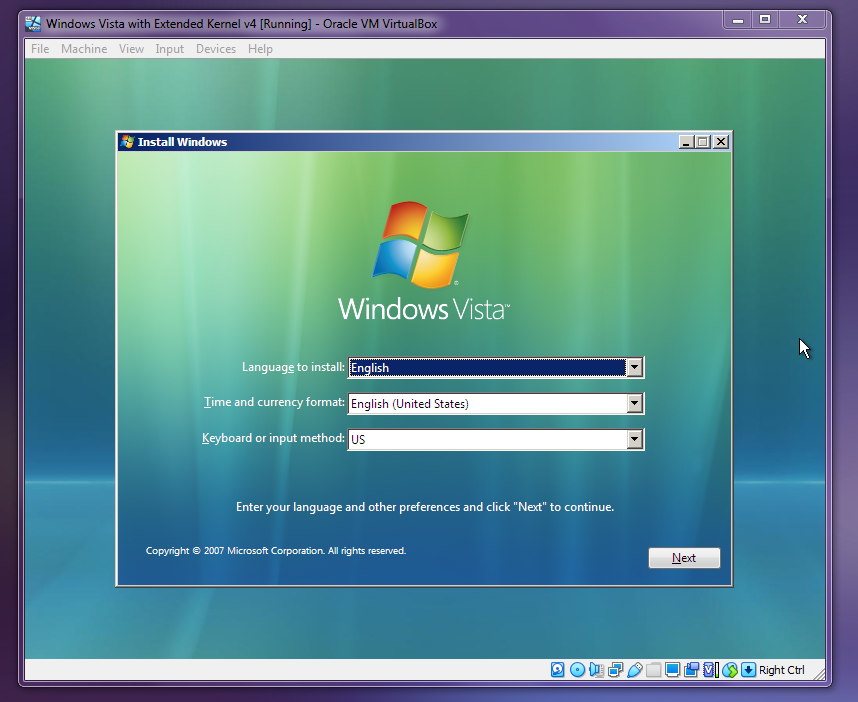 Windows Vista with Extended Kernel v4 [Running] - Oracle VM VirtualBox
File Machine View Input Devices Help
Install Windows
Windows Vista™
Language to install: English
Time and currency format: English (United States)
Keyboard or input method: US
Enter your language and other preferences and click "Next" to continue.
Copyright © 2007 Microsoft Corporation. All rights reserved.
Next
Right Ctrl